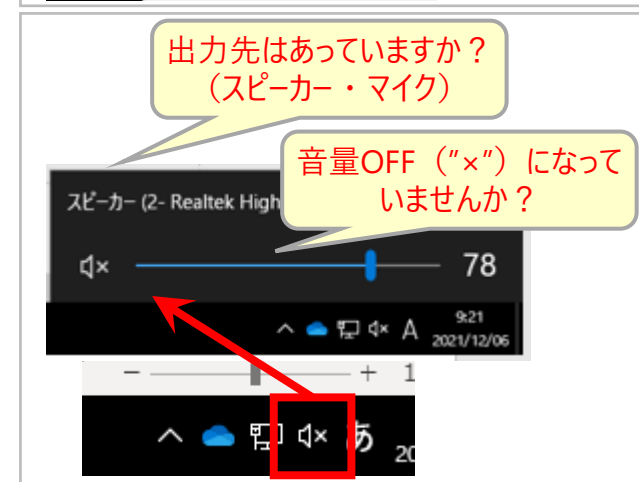 出力先はあっていますか？
（スピーカー・マイク）
音量OFF（”×”）になって
いませんか？
スピーカー (2- Realtek High
78
A
9:21
2021/12/06
1
あ
20